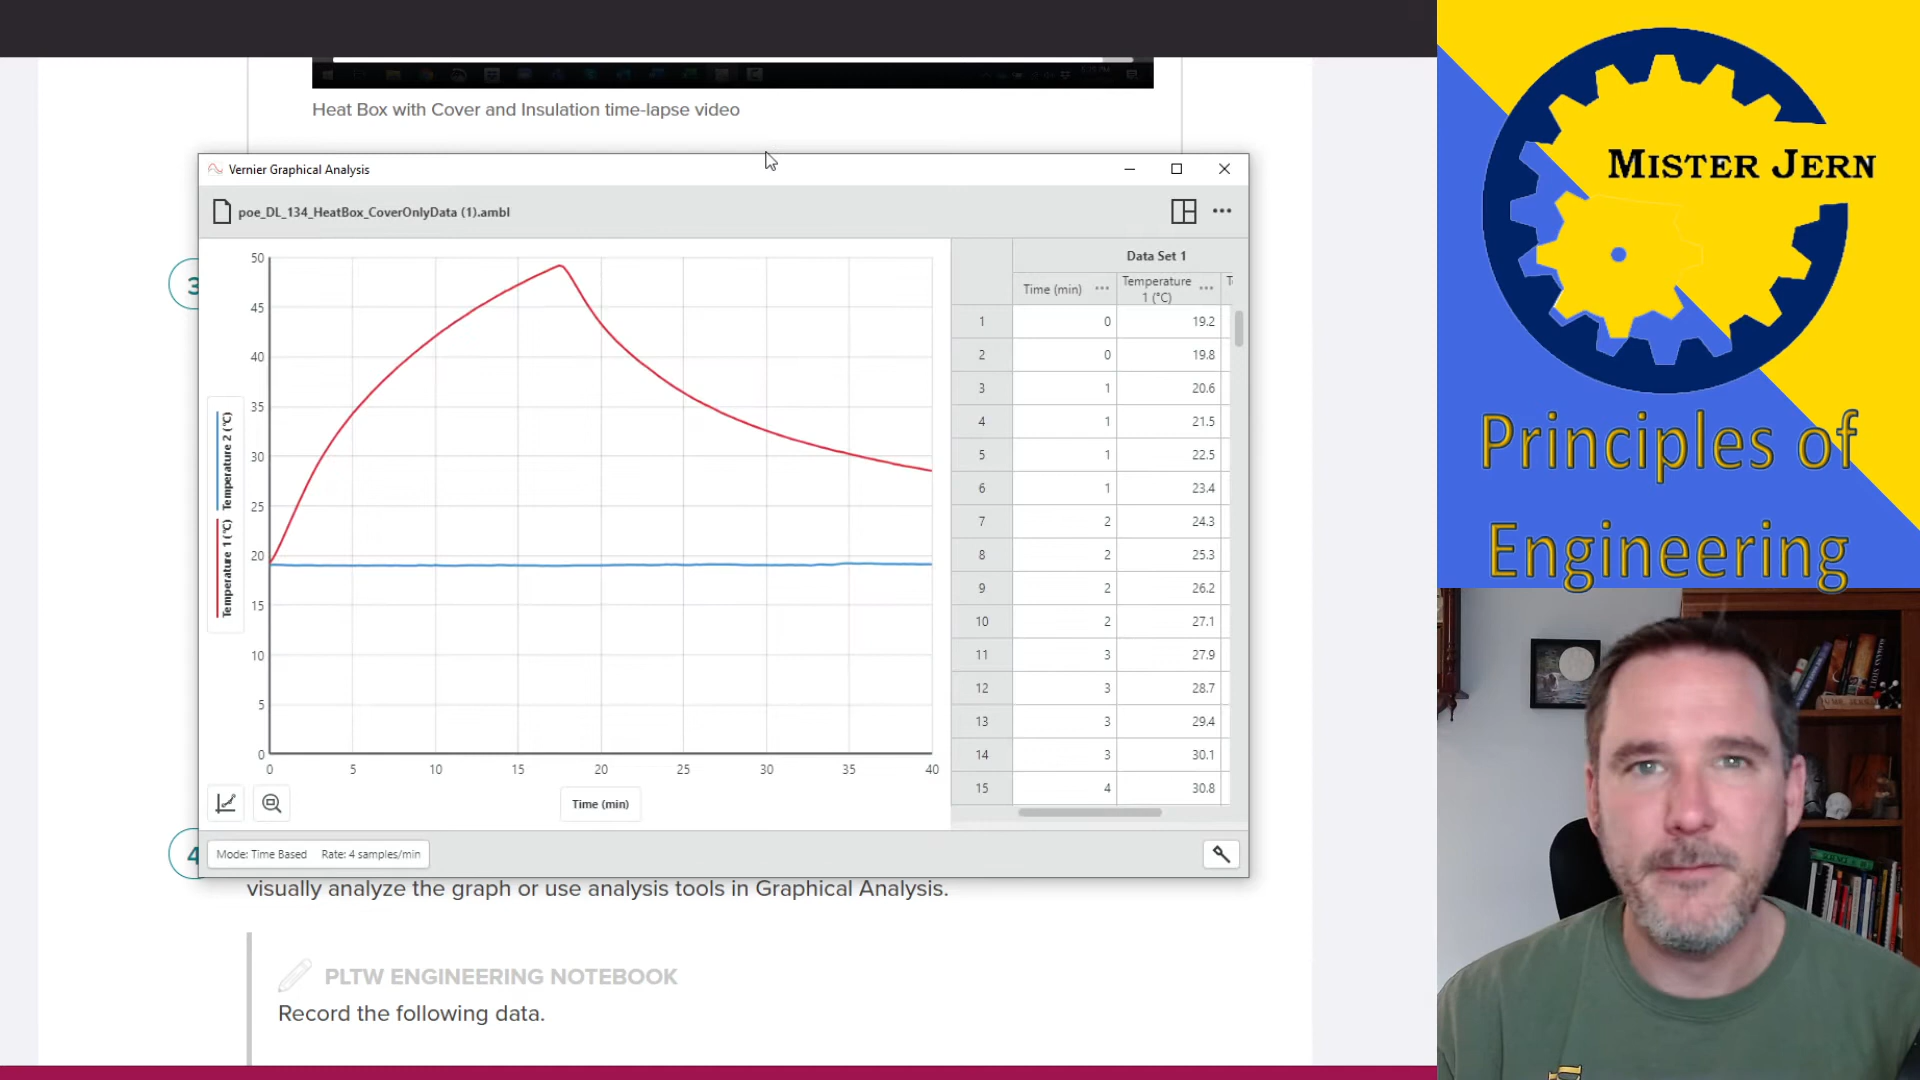 Heat Box with Cover and Insulation time-lapse video
Vernier Graphical Analysis
poe_DL_134_HeatBox_CoverOnlyData (1).ambl
50
45
40
35
30
25
20
15
10
5
0
Temperature 2 (°C)
Temperature 1 (°C)
0 5 10 15 20 25 30 35 40
Time (min)
Data Set 1
Time (min) ··· Temperature 1 (°C) ···
1 0 19.2
2 0 19.8
3 1 20.6
4 1 21.5
5 1 22.5
6 1 23.4
7 2 24.3
8 2 25.3
9 2 26.2
10 2 27.1
11 3 27.9
12 3 28.7
13 3 29.4
14 3 30.1
15 4 30.8
Mode: Time Based Rate: 4 samples/min
3
4
visually analyze the graph or use analysis tools in Graphical Analysis.
PLTW ENGINEERING NOTEBOOK
Record the following data.
MISTER JERN
Principles of
Engineering